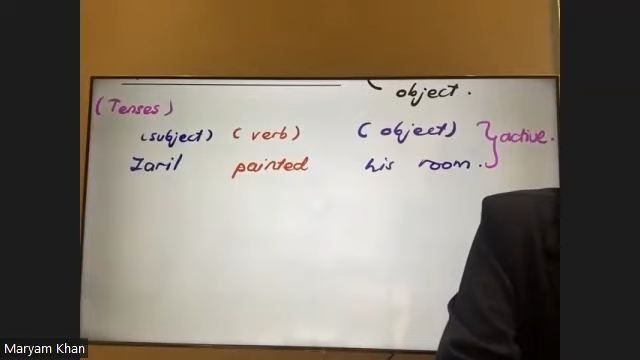 object.
(Tenses)
(subject) (verb) (object) } active.
Zaril painted his room.
Maryam Khan